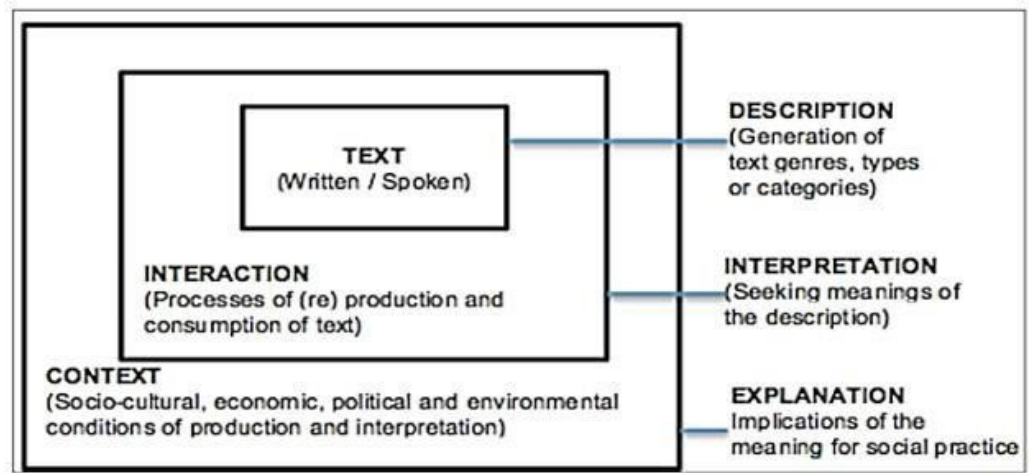 TEXT
(Written / Spoken)
INTERACTION
(Processes of (re) production and
consumption of text)
CONTEXT
(Socio-cultural, economic, political and environmental
conditions of production and interpretation)
DESCRIPTION
(Generation of
text genres, types
or categories)
INTERPRETATION
(Seeking meanings of
the description)
EXPLANATION
Implications of the
meaning for social practice